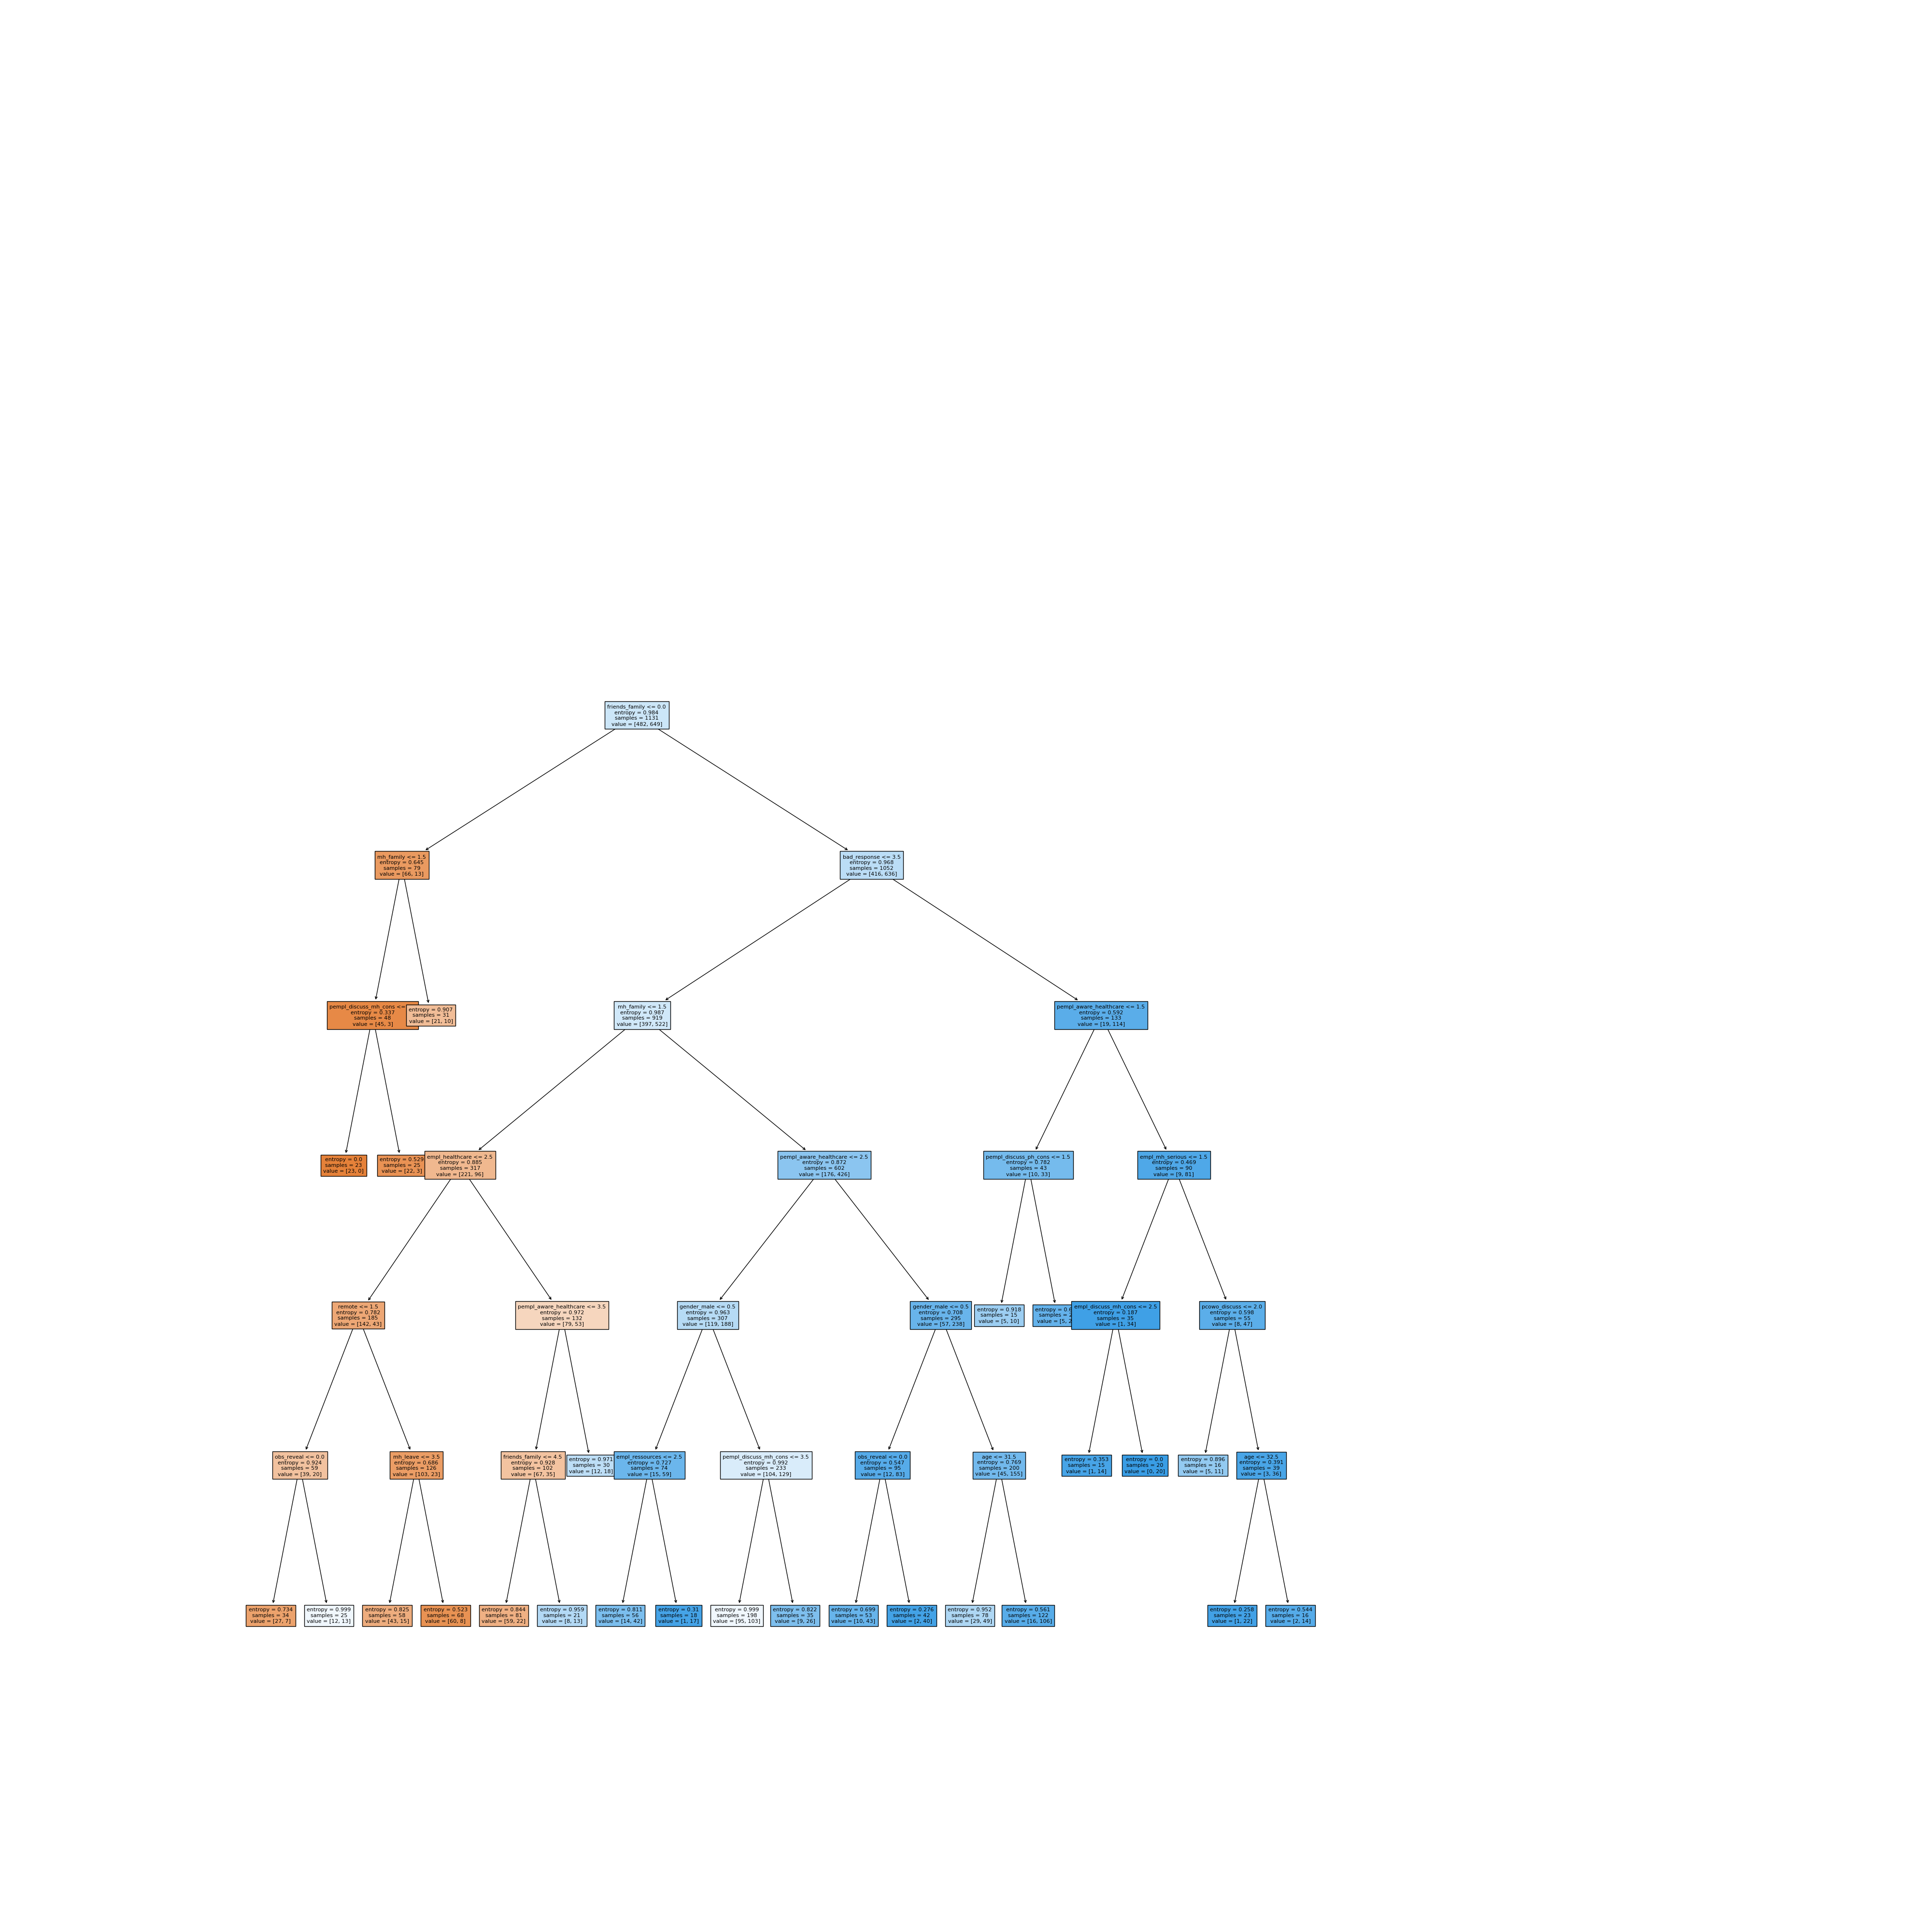 friends_family <= 0.0
entropy = 0.984
samples = 1131
value = [482, 649]
mh_family <= 1.5
entropy = 0.645
samples = 79
value = [66, 13]
bad_response <= 3.5
entropy = 0.968
samples = 1052
value = [416, 636]
pempl_discuss_mh_cons <=
entropy = 0.337
samples = 48
value = [45, 3]
entropy = 0.907
samples = 31
value = [21, 10]
mh_family <= 1.5
entropy = 0.987
samples = 919
value = [397, 522]
pempl_aware_healthcare <= 1.5
entropy = 0.592
samples = 133
value = [19, 114]
entropy = 0.0
samples = 23
value = [23, 0]
entropy = 0.529
samples = 25
value = [22, 3]
empl_healthcare <= 2.5
entropy = 0.885
samples = 317
value = [221, 96]
pempl_aware_healthcare <= 2.5
entropy = 0.872
samples = 602
value = [176, 426]
pempl_discuss_ph_cons <= 1.5
entropy = 0.782
samples = 43
value = [10, 33]
empl_mh_serious <= 1.5
entropy = 0.469
samples = 90
value = [9, 81]
remote <= 1.5
entropy = 0.782
samples = 185
value = [142, 43]
pempl_aware_healthcare <= 3.5
entropy = 0.972
samples = 132
value = [79, 53]
gender_male <= 0.5
entropy = 0.963
samples = 307
value = [119, 188]
gender_male <= 0.5
entropy = 0.708
samples = 295
value = [57, 238]
entropy = 0.918
samples = 15
value = [5, 10]
entropy =
samples =
value = [5,
empl_discuss_mh_cons <= 2.5
entropy = 0.187
samples = 35
value = [1, 34]
pcowo_discuss <= 2.0
entropy = 0.598
samples = 55
value = [8, 47]
obs_reveal <= 0.0
entropy = 0.924
samples = 59
value = [39, 20]
mh_leave <= 3.5
entropy = 0.686
samples = 126
value = [103, 23]
friends_family <= 4.5
entropy = 0.928
samples = 102
value = [67, 35]
entropy = 0.971
samples = 30
value = [12, 18]
empl_ressources <= 2.5
entropy = 0.727
samples = 74
value = [15, 59]
pempl_discuss_mh_cons <= 3.5
entropy = 0.992
samples = 233
value = [104, 129]
obs_reveal <= 0.0
entropy = 0.547
samples = 95
value = [12, 83]
age <= 31.5
entropy = 0.769
samples = 200
value = [45, 155]
entropy = 0.353
samples = 15
value = [1, 14]
entropy = 0.0
samples = 20
value = [0, 20]
entropy = 0.896
samples = 16
value = [5, 11]
age <= 32.5
entropy = 0.391
samples = 39
value = [3, 36]
entropy = 0.734
samples = 34
value = [27, 7]
entropy = 0.999
samples = 25
value = [12, 13]
entropy = 0.825
samples = 58
value = [43, 15]
entropy = 0.523
samples = 68
value = [60, 8]
entropy = 0.844
samples = 81
value = [59, 22]
entropy = 0.959
samples = 21
value = [8, 13]
entropy = 0.811
samples = 56
value = [14, 42]
entropy = 0.31
samples = 18
value = [1, 17]
entropy = 0.999
samples = 198
value = [95, 103]
entropy = 0.822
samples = 35
value = [9, 26]
entropy = 0.699
samples = 53
value = [10, 43]
entropy = 0.276
samples = 42
value = [2, 40]
entropy = 0.952
samples = 78
value = [29, 49]
entropy = 0.561
samples = 122
value = [16, 106]
entropy = 0.258
samples = 23
value = [1, 22]
entropy = 0.544
samples = 16
value = [2, 14]